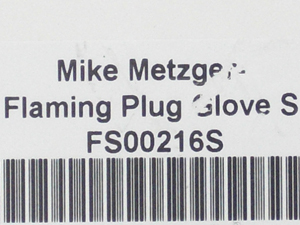 Mike Metzger
Flaming Plug Glove S
FS00216S